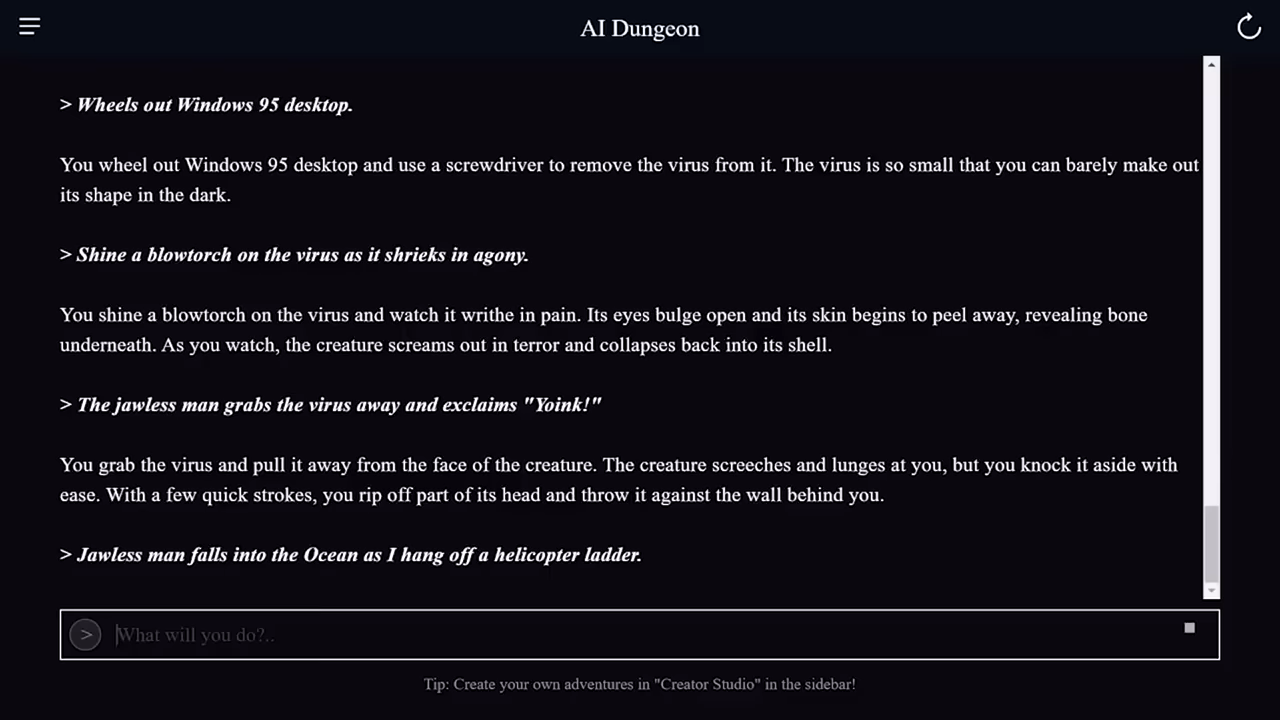 AI Dungeon
> Wheels out Windows 95 desktop.
You wheel out Windows 95 desktop and use a screwdriver to remove the virus from it. The virus is so small that you can barely make out
its shape in the dark.
> Shine a blowtorch on the virus as it shrieks in agony.
You shine a blowtorch on the virus and watch it writhe in pain. Its eyes bulge open and its skin begins to peel away, revealing bone
underneath. As you watch, the creature screams out in terror and collapses back into its shell.
> The jawless man grabs the virus away and exclaims "Yoink!"
You grab the virus and pull it away from the face of the creature. The creature screeches and lunges at you, but you knock it aside with
ease. With a few quick strokes, you rip off part of its head and throw it against the wall behind you.
> Jawless man falls into the Ocean as I hang off a helicopter ladder.
> What will you do?..
Tip: Create your own adventures in "Creator Studio" in the sidebar!